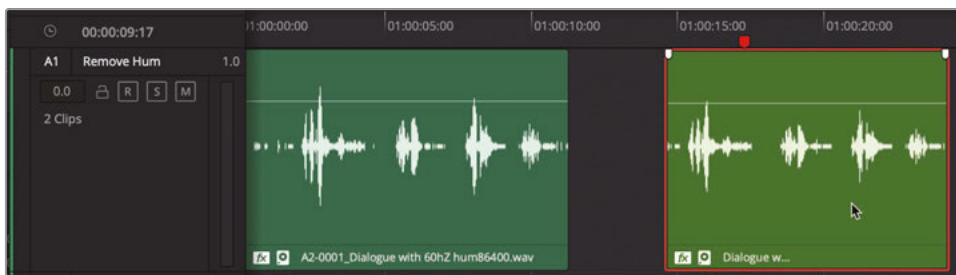 00:00:09:17
01:00:00:00
01:00:05:00
01:00:10:00
01:00:15:00
01:00:20:00
A1 Remove Hum 1.0
0.0 R S M
2 Clips
fx A2-0001_Dialogue with 60hZ hum86400.wav
fx Dialogue w...